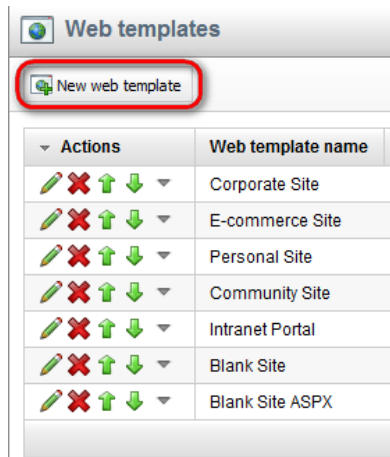 Web templates
New web template
Actions Web template name
Corporate Site
E-commerce Site
Personal Site
Community Site
Intranet Portal
Blank Site
Blank Site ASPX